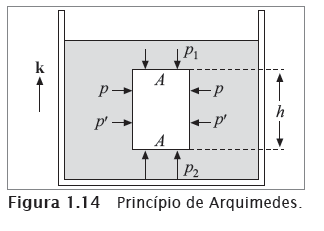 p₁
k
A
p p
p' p'
h
A
p₂
Figura 1.14 Princípio de Arquimedes.